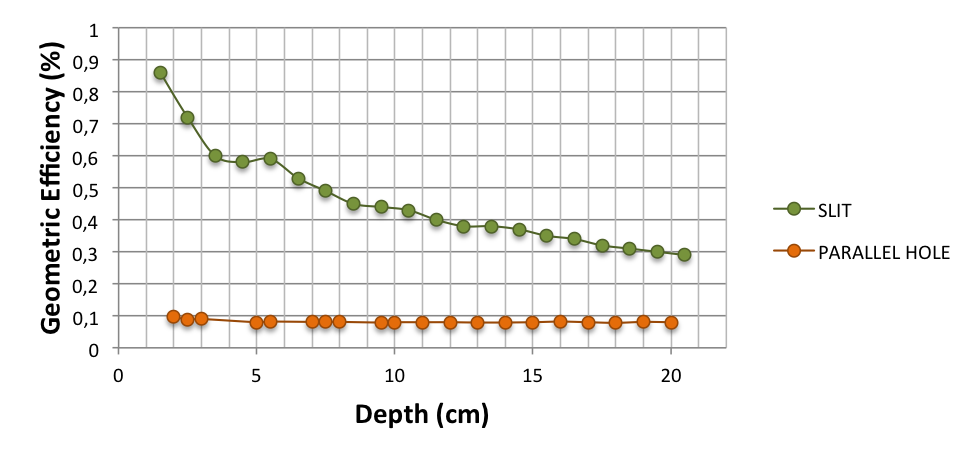 Geometric Efficiency (%)
1
0,9
0,8
0,7
0,6
0,5
0,4
0,3
0,2
0,1
0
0 5 10 15 20
Depth (cm)
SLIT
PARALLEL HOLE